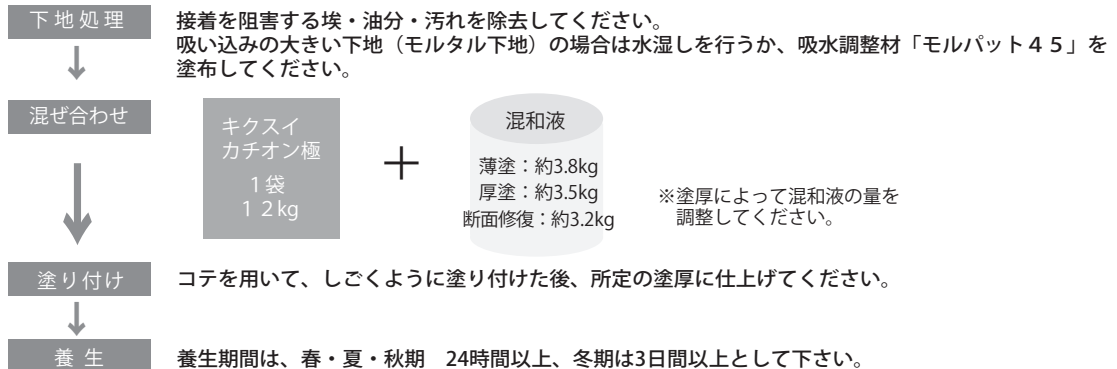 下地処理
接着を阻害する埃・油分・汚れを除去してください。
吸い込みの大きい下地（モルタル下地）の場合は水湿しを行うか、吸水調整材「モルパット４５」を
塗布してください。
混ぜ合わせ
キクスイ
カチオン極
１袋
１２kg
＋
混和液
薄塗：約3.8kg
厚塗：約3.5kg
断面修復：約3.2kg
※塗厚によって混和液の量を
調整してください。
塗り付け
コテを用いて、しごくように塗り付けた後、所定の塗厚に仕上げてください。
養生
養生期間は、春・夏・秋期　24時間以上、冬期は3日間以上として下さい。